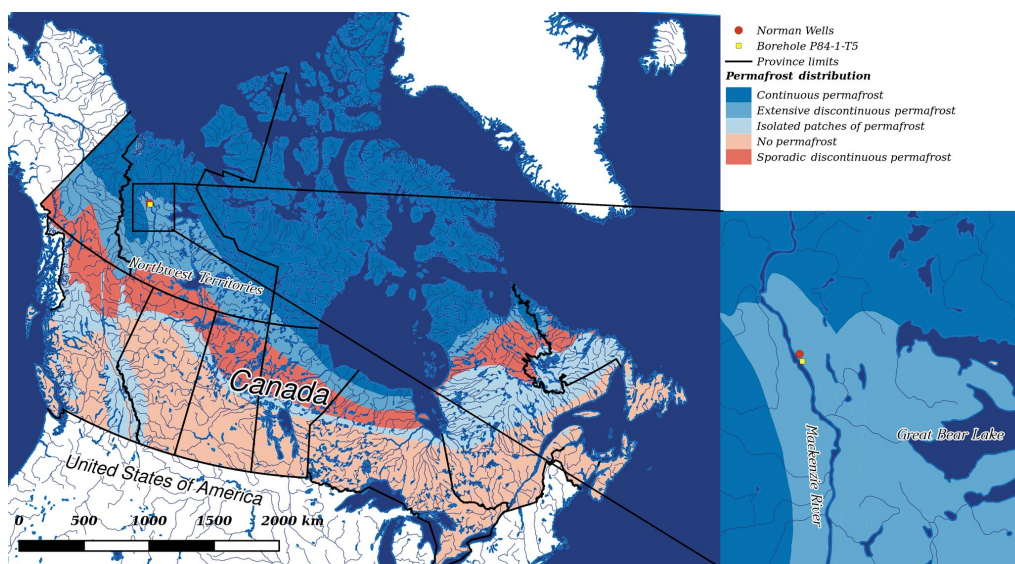 Norman Wells
Borehole P84-1-T5
Province limits
Permafrost distribution
Continuous permafrost
Extensive discontinuous permafrost
Isolated patches of permafrost
No permafrost
Sporadic discontinuous permafrost
Northwest Territories
Canada
United States of America
0 500 1000 1500 2000 km
Great Bear Lake
Mackenzie River